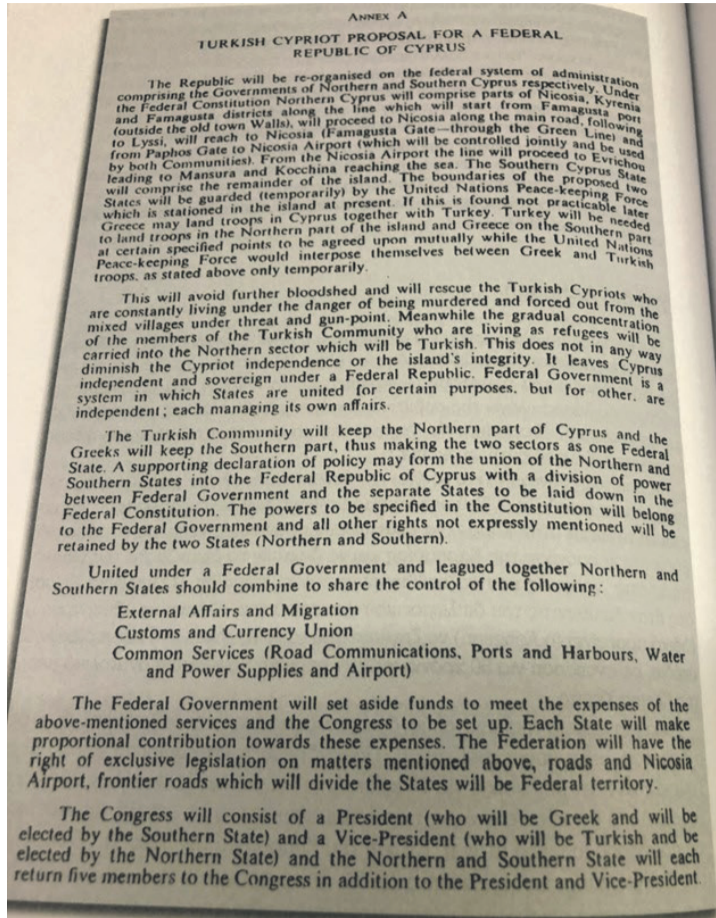 ANNEX A
TURKISH CYPRIOT PROPOSAL FOR A FEDERAL
REPUBLIC OF CYPRUS
The Republic will be re-organised on the federal system of administration
comprising the Governments of Northern and Southern Cyprus respectively. Under
the Federal Constitution Northern Cyprus will comprise parts of Nicosia, Kyrenia
and Famagusta districts along the line which will start from Famagusta port
(outside the old town Walls), will proceed to Nicosia along the main road, following
to Lyssi, will reach to Nicosia (Famagusta Gate—through the Green Line) and
from Paphos Gate to Nicosia Airport (which will be controlled jointly and be used
by both Communities). From the Nicosia Airport the line will proceed to Evrichou
leading to Mansura and Kocchina reaching the sea. The Southern Cyprus State
will comprise the remainder of the island. The boundaries of the proposed two
States will be guarded (temporarily) by the United Nations Peace-keeping Force
which is stationed in the island at present. If this is found not practicable later
Greece may land troops in Cyprus together with Turkey. Turkey will be needed
to land troops in the Northern part of the island and Greece on the Southern part
at certain specified points to be agreed upon mutually while the United Nations
Peace-keeping Force would interpose themselves between Greek and Turkish
troops, as stated above only temporarily.
This will avoid further bloodshed and will rescue the Turkish Cypriots who
are constantly living under the danger of being murdered and forced out from the
mixed villages under threat and gun-point. Meanwhile the gradual concentration
of the members of the Turkish Community who are living as refugees will be
carried into the Northern sector which will be Turkish. This does not in any way
diminish the Cypriot independence or the island's integrity. It leaves Cyprus
independent and sovereign under a Federal Republic. Federal Government is a
system in which States are united for certain purposes, but for other, are
independent; each managing its own affairs.
The Turkish Community will keep the Northern part of Cyprus and the
Greeks will keep the Southern part, thus making the two sectors as one Federal
State. A supporting declaration of policy may form the union of the Northern and
Southern States into the Federal Republic of Cyprus with a division of power
between Federal Government and the separate States to be laid down in the
Federal Constitution. The powers to be specified in the Constitution will belong
to the Federal Government and all other rights not expressly mentioned will be
retained by the two States (Northern and Southern).
United under a Federal Government and leagued together Northern and
Southern States should combine to share the control of the following:
External Affairs and Migration
Customs and Currency Union
Common Services (Road Communications, Ports and Harbours, Water
and Power Supplies and Airport)
The Federal Government will set aside funds to meet the expenses of the
above-mentioned services and the Congress to be set up. Each State will make
proportional contribution towards these expenses. The Federation will have the
right of exclusive legislation on matters mentioned above, roads and Nicosia
Airport, frontier roads which will divide the States will be Federal territory.
The Congress will consist of a President (who will be Greek and will be
elected by the Southern State) and a Vice-President (who will be Turkish and be
elected by the Northern State) and the Northern and Southern State will each
return five members to the Congress in addition to the President and Vice-President.